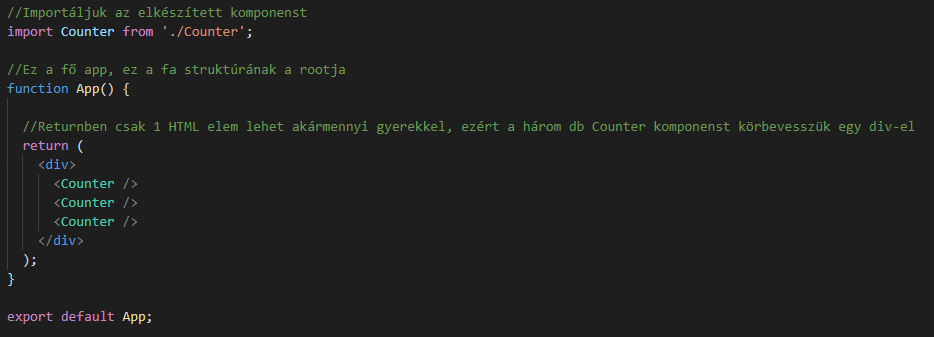 //Importáljuk az elkészített komponenst
import Counter from './Counter';
//Ez a fő app, ez a fa struktúrának a rootja
function App() {
//Returnben csak 1 HTML elem lehet akármennyi gyerekkel, ezért a három db Counter komponenst körbevesszük egy div-el
return (
<div>
<Counter />
<Counter />
<Counter />
</div>
);
}
export default App;